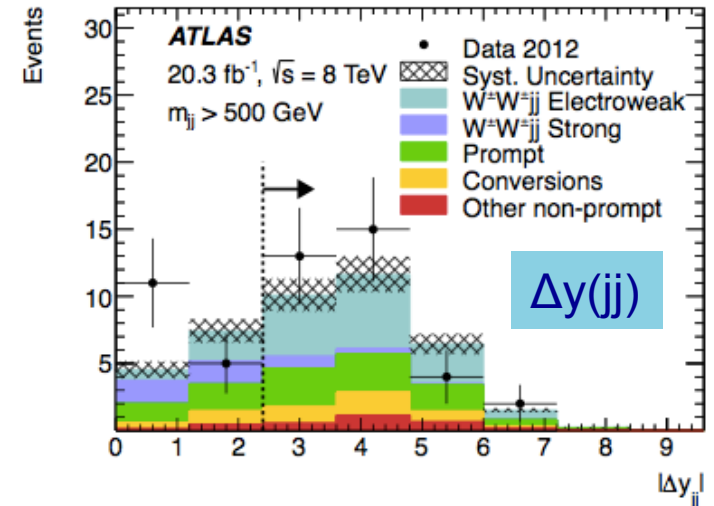 Events
30
25
20
15
10
5
ATLAS
20.3 fb⁻¹, √s = 8 TeV
m_jj > 500 GeV
Data 2012
Syst. Uncertainty
W±W±jj Electroweak
W±W±jj Strong
Prompt
Conversions
Other non-prompt
Δy(jj)
0 1 2 3 4 5 6 7 8 9
|Δy_jj|